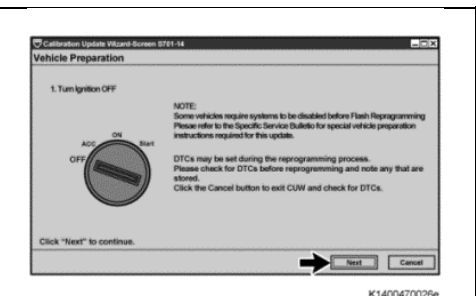 Calibration Update Wizard-Screen S701-14
Vehicle Preparation
1. Turn Ignition OFF
OFF
ACC
ON
Start
NOTE:
Some vehicles require systems to be disabled before Flash Reprogramming
Please refer to the Specific Service Bulletin for special vehicle preparation
instructions required for this update.
DTCs may be set during the reprogramming process.
Please check for DTCs before reprogramming and note any that are
stored.
Click the Cancel button to exit CUW and check for DTCs.
Click "Next" to continue.
Next
Cancel
K1400470026e